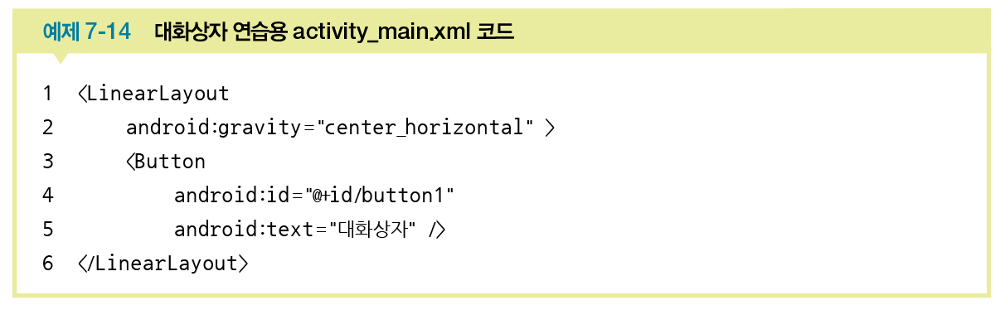 예제 7-14 대화상자 연습용 activity_main.xml 코드
1 <LinearLayout
2 android:gravity="center_horizontal" >
3 <Button
4 android:id="@+id/button1"
5 android:text="대화상자" />
6 </LinearLayout>